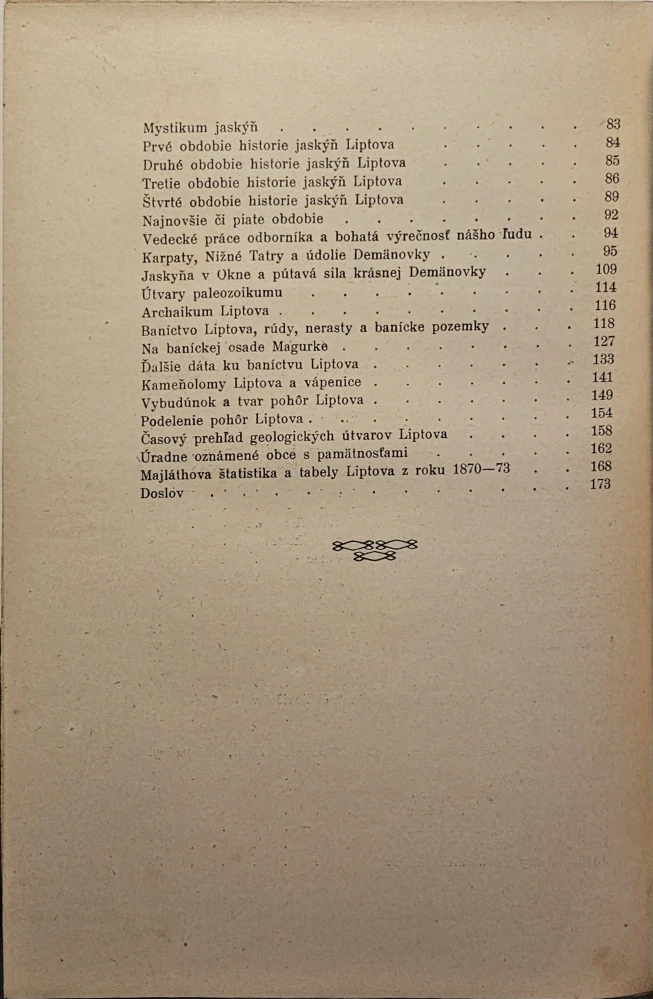 Mystikum jaskýň . . . . . . . . . . 83
Prvé obdobie historie jaskýň Liptova . . . . . 84
Druhé obdobie historie jaskýň Liptova . . . . . 85
Tretie obdobie historie jaskýň Liptova . . . . . 86
Štvrté obdobie historie jaskýň Liptova . . . . . 89
Najnovšie či piate obdobie . . . . . . . . 92
Vedecké práce odborníka a bohatá výrečnosť nášho ľudu . . 94
Karpaty, Nižné Tatry a údolie Demänovky . . . . . 95
Jaskyňa v Okne a pútavá sila krásnej Demänovky . . . 109
Útvary paleozoikumu . . . . . . . . . 114
Archaikum Liptova . . . . . . . . . . 116
Baníctvo Liptova, rúdy, nerasty a banícke pozemky . . . 118
Na baníckej osade Magurke . . . . . . . . 127
Ďalšie dáta ku baníctvu Liptova . . . . . . . 133
Kameňolomy Liptova a vápenice . . . . . . . 141
Vybudúnok a tvar pohôr Liptova . . . . . . . 149
Podelenie pohôr Liptova . . . . . . . . . 154
Časový prehľad geologických útvarov Liptova . . . . 158
Úradne oznámené obce s pamätnosťami . . . . . 162
Majláthova štatistika a tabely Liptova z roku 1870—73 . . 168
Doslov . . . . . . . . . . . . 173